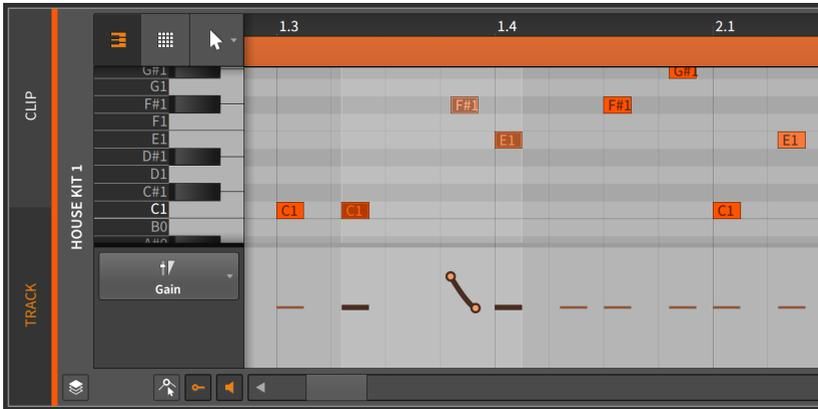 1.3 1.4 2.1
CLIP
TRACK
HOUSE KIT 1
G#1 G#1
G1
F#1 F#1 F#1
F1
E1 E1 E1
D#1
D1
C#1
C1 C1 C1 C1
B0
A#0
Gain